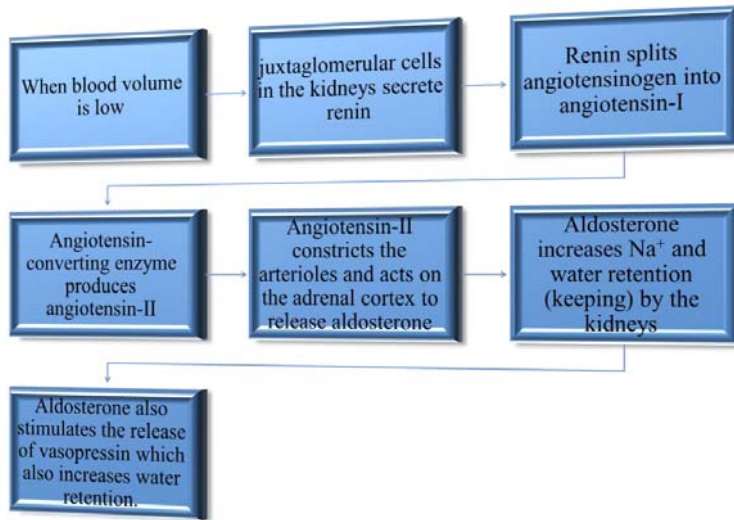 When blood volume
is low
juxtaglomerular cells
in the kidneys secrete
renin
Renin splits
angiotensinogen into
angiotensin-I
Angiotensin-
converting enzyme
produces
angiotensin-II
Angiotensin-II
constricts the
arterioles and acts on
the adrenal cortex to
release aldosterone
Aldosterone
increases Na⁺ and
water retention
(keeping) by the
kidneys
Aldosterone also
stimulates the release
of vasopressin which
also increases water
retention.